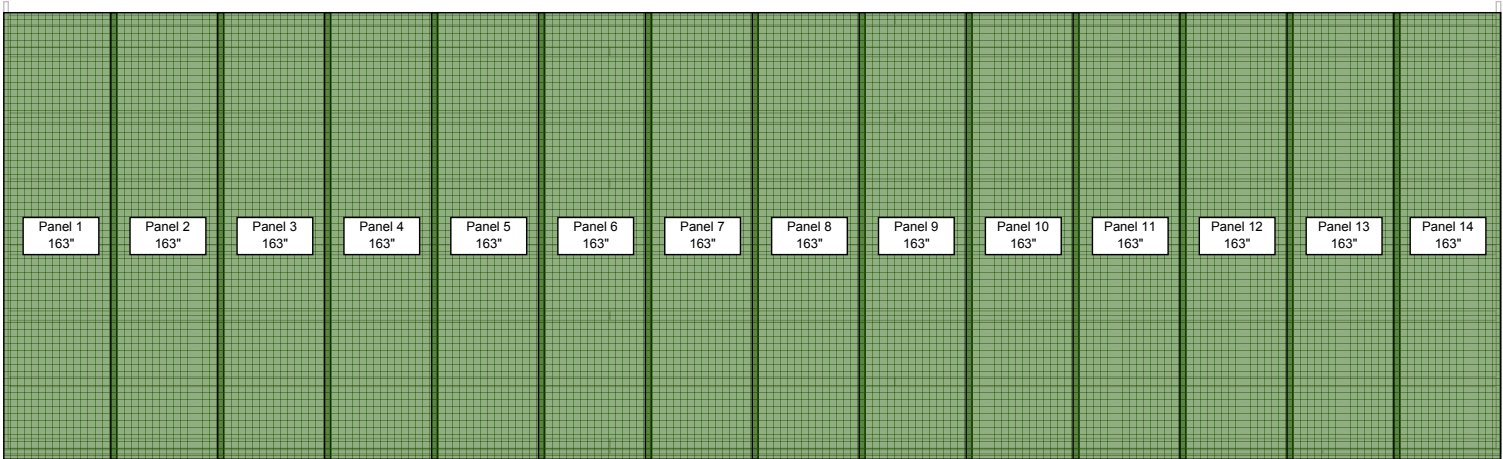 Panel 1
163"
Panel 2
163"
Panel 3
163"
Panel 4
163"
Panel 5
163"
Panel 6
163"
Panel 7
163"
Panel 8
163"
Panel 9
163"
Panel 10
163"
Panel 11
163"
Panel 12
163"
Panel 13
163"
Panel 14
163"